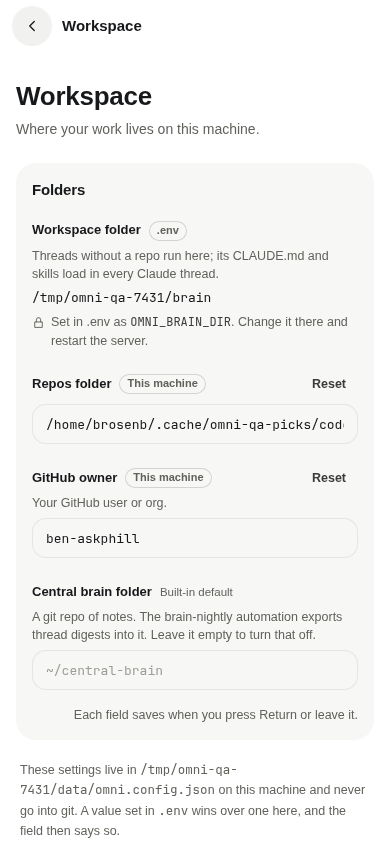 Workspace
Workspace
Where your work lives on this machine.
Folders
Workspace folder .env
Threads without a repo run here; its CLAUDE.md and
skills load in every Claude thread.
/tmp/omni-qa-7431/brain
Set in .env as OMNI_BRAIN_DIR. Change it there and
restart the server.
Repos folder This machine Reset
/home/brosenb/.cache/omni-qa-picks/code
GitHub owner This machine Reset
Your GitHub user or org.
ben-askphill
Central brain folder Built-in default
A git repo of notes. The brain-nightly automation exports
thread digests into it. Leave it empty to turn that off.
~/central-brain
Each field saves when you press Return or leave it.
These settings live in /tmp/omni-qa-
7431/data/omni.config.json on this machine and never
go into git. A value set in .env wins over one here, and the
field then says so.